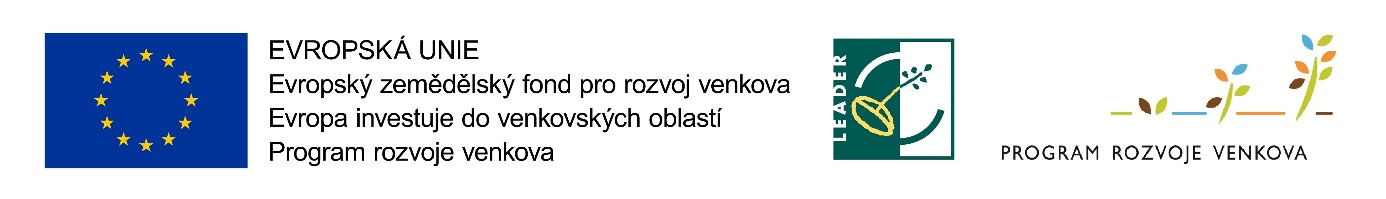 EVROPSKÁ UNIE
Evropský zemědělský fond pro rozvoj venkova
Evropa investuje do venkovských oblastí
Program rozvoje venkova
LEADER
PROGRAM ROZVOJE VENKOVA